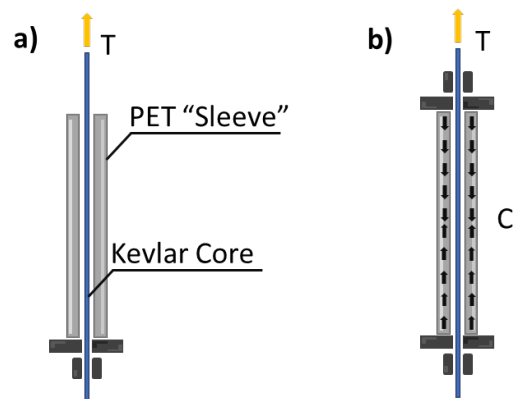 a)
T
PET “Sleeve”
Kevlar Core
b)
T
C